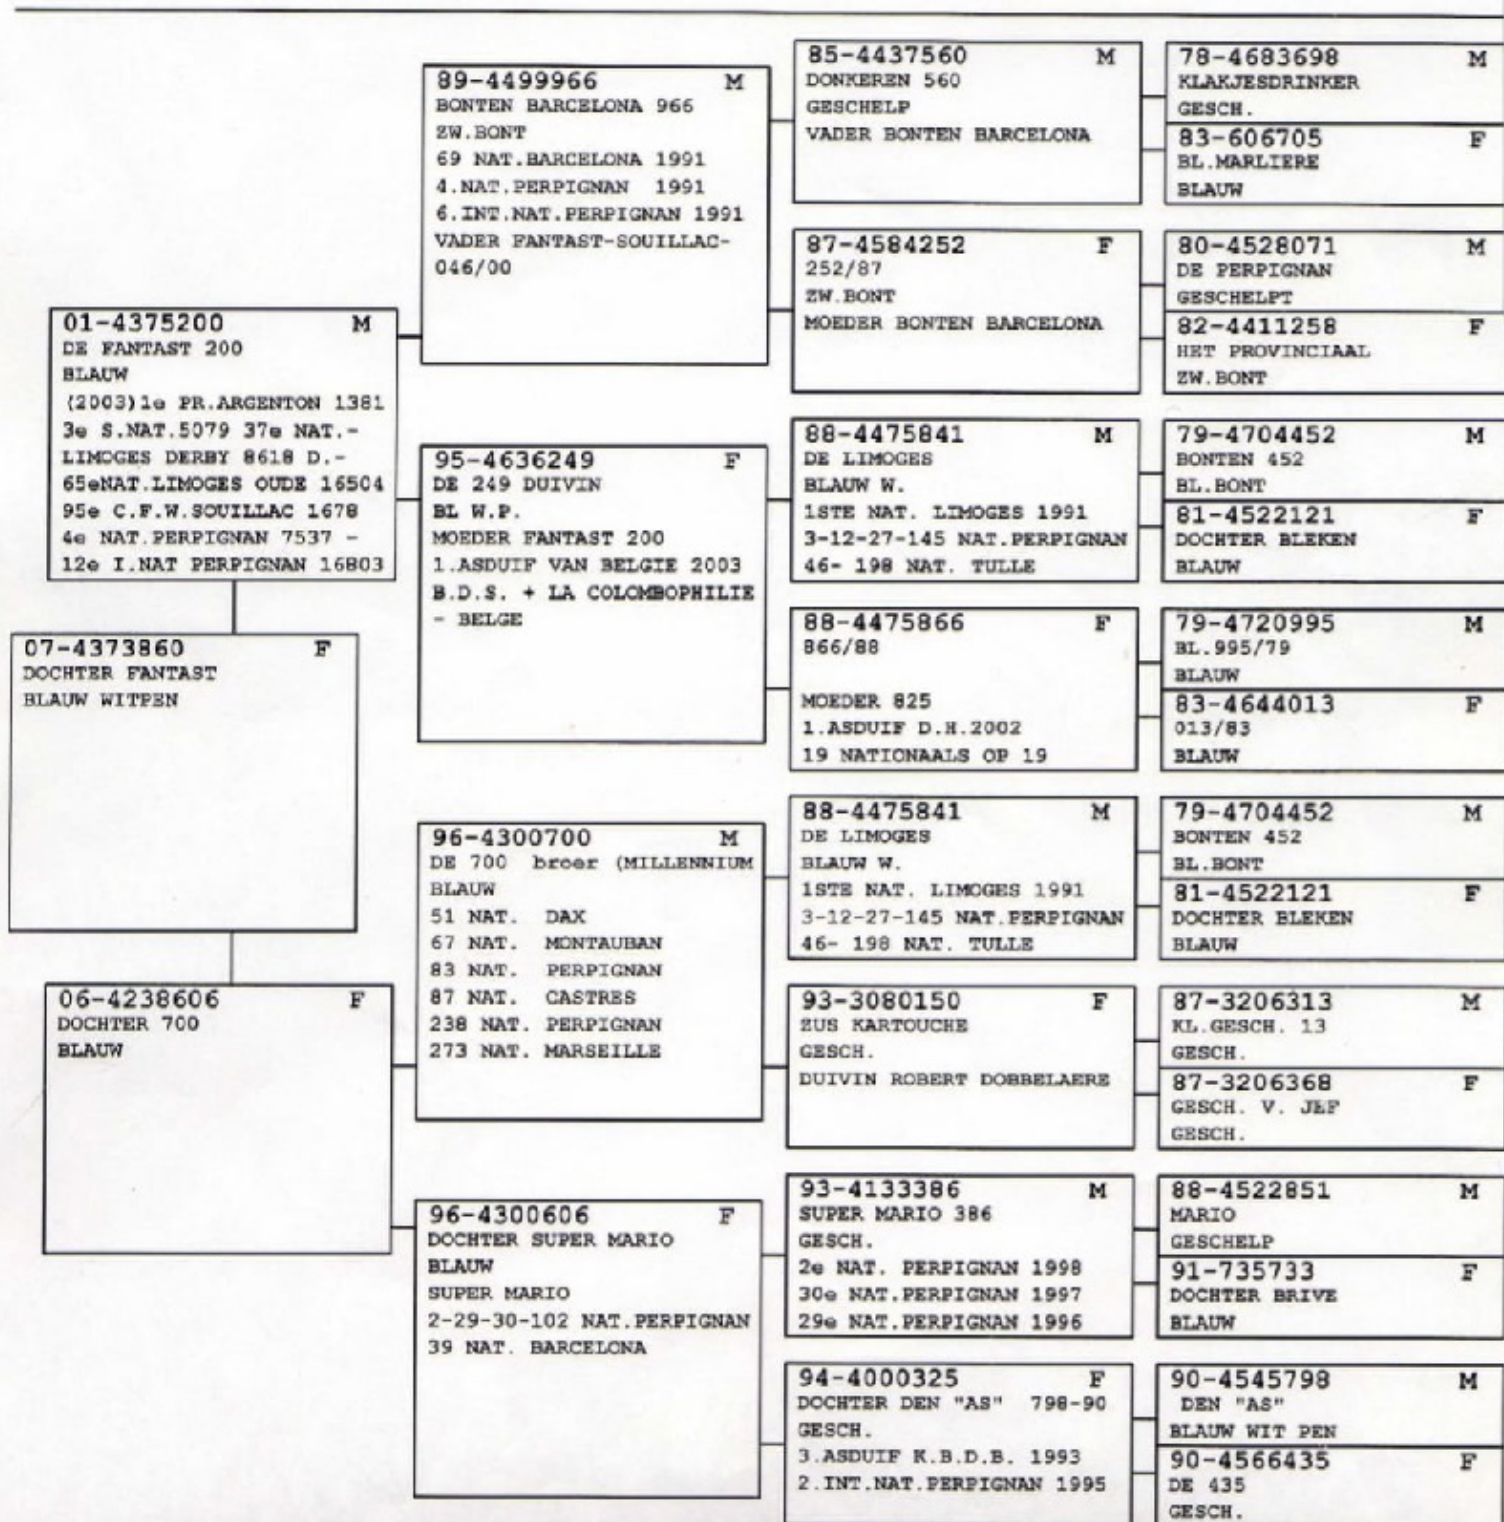 01-4375200 M
DE FANTAST 200
BLAUW
(2003)1e PR.ARGENTON 1381
3e S.NAT.5079 37e NAT.-
LIMOGES DERBY 8618 D.-
65eNAT.LIMOGES OUDE 16504
95e C.F.W.SOUILLAC 1678
4e NAT.PERPIGNAN 7537 -
12e I.NAT PERPIGNAN 16803
07-4373860 F
DOCHTER FANTAST
BLAUW WITPEN
06-4238606 F
DOCHTER 700
BLAUW
89-4499966 M
BONTEN BARCELONA 966
ZW.BONT
69 NAT.BARCELONA 1991
4.NAT.PERPIGNAN 1991
6.INT.NAT.PERPIGNAN 1991
VADER FANTAST-SOUILLAC-
046/00
95-4636249 F
DE 249 DUIVIN
BL W.P.
MOEDER FANTAST 200
1.ASDUIF VAN BELGIE 2003
B.D.S. + LA COLOMBOPHILIE
- BELGE
96-4300700 M
DE 700 broer (MILLENNIUM
BLAUW
51 NAT. DAX
67 NAT. MONTAUBAN
83 NAT. PERPIGNAN
87 NAT. CASTRES
238 NAT. PERPIGNAN
273 NAT. MARSEILLE
96-4300606 F
DOCHTER SUPER MARIO
BLAUW
SUPER MARIO
2-29-30-102 NAT.PERPIGNAN
39 NAT. BARCELONA
85-4437560 M
DONKEREN 560
GESCHELP
VADER BONTEN BARCELONA
87-4584252 F
252/87
ZW.BONT
MOEDER BONTEN BARCELONA
88-4475841 M
DE LIMOGES
BLAUW W.
1STE NAT. LIMOGES 1991
3-12-27-145 NAT.PERPIGNAN
46- 198 NAT. TULLE
88-4475866 F
866/88
MOEDER 825
1.ASDUIF D.H.2002
19 NATIONAALS OP 19
88-4475841 M
DE LIMOGES
BLAUW W.
1STE NAT. LIMOGES 1991
3-12-27-145 NAT.PERPIGNAN
46- 198 NAT. TULLE
93-3080150 F
ZUS KARTOUCHE
GESCH.
DUIVIN ROBERT DOBBELAERE
93-4133386 M
SUPER MARIO 386
GESCH.
2e NAT. PERPIGNAN 1998
30e NAT.PERPIGNAN 1997
29e NAT.PERPIGNAN 1996
94-4000325 F
DOCHTER DEN "AS" 798-90
GESCH.
3.ASDUIF K.B.D.B. 1993
2.INT.NAT.PERPIGNAN 1995
78-4683698 M
KLAKJESDRINKER
GESCH.
83-606705 F
BL.MARLIERE
BLAUW
80-4528071 M
DE PERPIGNAN
GESCHELPT
82-4411258 F
HET PROVINCIAAL
ZW.BONT
79-4704452 M
BONTEN 452
BL.BONT
81-4522121 F
DOCHTER BLEKEN
BLAUW
79-4720995 M
BL.995/79
BLAUW
83-4644013 F
013/83
BLAUW
79-4704452 M
BONTEN 452
BL.BONT
81-4522121 F
DOCHTER BLEKEN
BLAUW
87-3206313 M
KL.GESCH. 13
GESCH.
87-3206368 F
GESCH. V. JEF
GESCH.
88-4522851 M
MARIO
GESCHELP
91-735733 F
DOCHTER BRIVE
BLAUW
90-4545798 M
DEN "AS"
BLAUW WIT PEN
90-4566435 F
DE 435
GESCH.